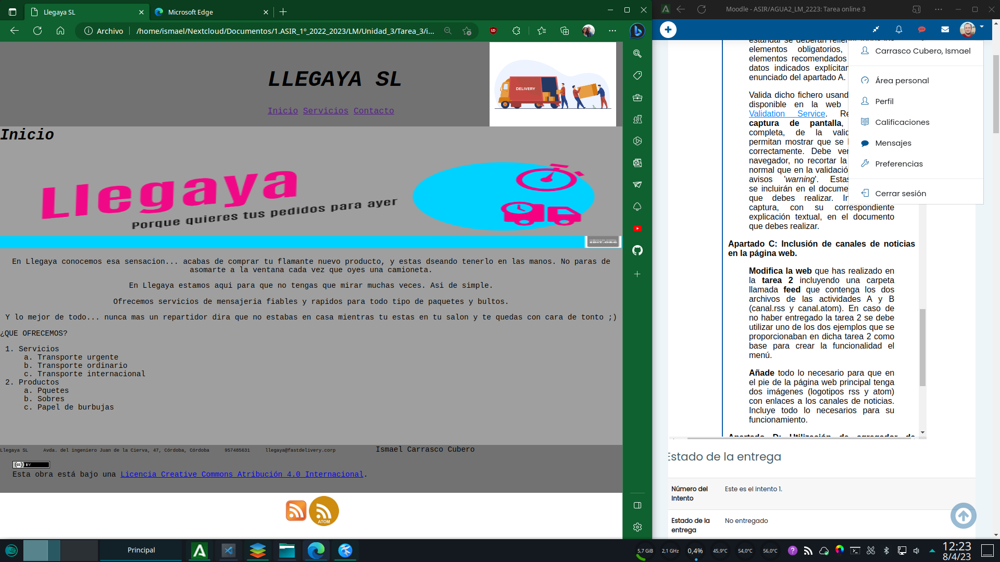 Llegaya SL
Microsoft Edge
Archivo
/home/ismael/Nextcloud/Documentos/1.ASIR_1º_2022_2023/LM/Unidad_3/Tarea_3/i...
LLEGAYA SL
Inicio Servicios Contacto
DELIVERY
Inicio
Llegaya
Porque quieres tus pedidos para ayer
EDIT.ORG
En Llegaya conocemos esa sensacion... acabas de comprar tu flamante nuevo producto, y estas dseando tenerlo en las manos. No paras de
asomarte a la ventana cada vez que oyes una camioneta.
En Llegaya estamos aqui para que no tengas que mirar muchas veces. Asi de simple.
Ofrecemos servicios de mensajeria fiables y rapidos para todo tipo de paquetes y bultos.
Y lo mejor de todo... nunca mas un repartidor dira que no estabas en casa mientras tu estas en tu salon y te quedas con cara de tonto ;)
¿QUE OFRECEMOS?
1. Servicios
a. Transporte urgente
b. Transporte ordinario
c. Transporte internacional
2. Productos
a. Pquetes
b. Sobres
c. Papel de burbujas
Llegaya SL Avda. del ingeniero Juan de la Cierva, 47, Córdoba, Córdoba 957485631 llegaya@fastdelivery.corp Ismael Carrasco Cubero
cc BY
Esta obra está bajo una Licencia Creative Commons Atribución 4.0 Internacional.
ATOM
Moodle - ASIR/AGUA2_LM_2223: Tarea online 3
elementos obligatorios,
elementos recomendados
datos indicados explícitam
enunciado del apartado A.
Valida dicho fichero usand
disponible en la web
Validation Service. Re
captura de pantalla,
completa, de la valid
permitan mostrar que se
correctamente. Debe ver
navegador, no recortar la
normal que en la validació
avisos 'warning'. Estas
se incluirán en el docume
que debes realizar. In
captura, con su correspondiente
explicación textual, en el documento
que debes realizar.
Carrasco Cubero, Ismael
Área personal
Perfil
Calificaciones
Mensajes
Preferencias
Cerrar sesión
Apartado C: Inclusión de canales de noticias
en la página web.
Modifica la web que has realizado en
la tarea 2 incluyendo una carpeta
llamada feed que contenga los dos
archivos de las actividades A y B
(canal.rss y canal.atom). En caso de
no haber entregado la tarea 2 se debe
utilizar uno de los dos ejemplos que se
proporcionaban en dicha tarea 2 como
base para crear la funcionalidad el
menú.
Añade todo lo necesario para que en
el pie de la página web principal tenga
dos imágenes (logotipos rss y atom)
con enlaces a los canales de noticias.
Incluye todo lo necesarios para su
funcionamiento.
Apartado D: Utilización de agregador de
Estado de la entrega
Número del
Intento
Este es el intento 1.
Estado de la
entrega
No entregado
Principal
5,7 GiB
2,1 GHz
0,4%
45,9°C
54,0°C
56,0°C
12:23
8/4/23